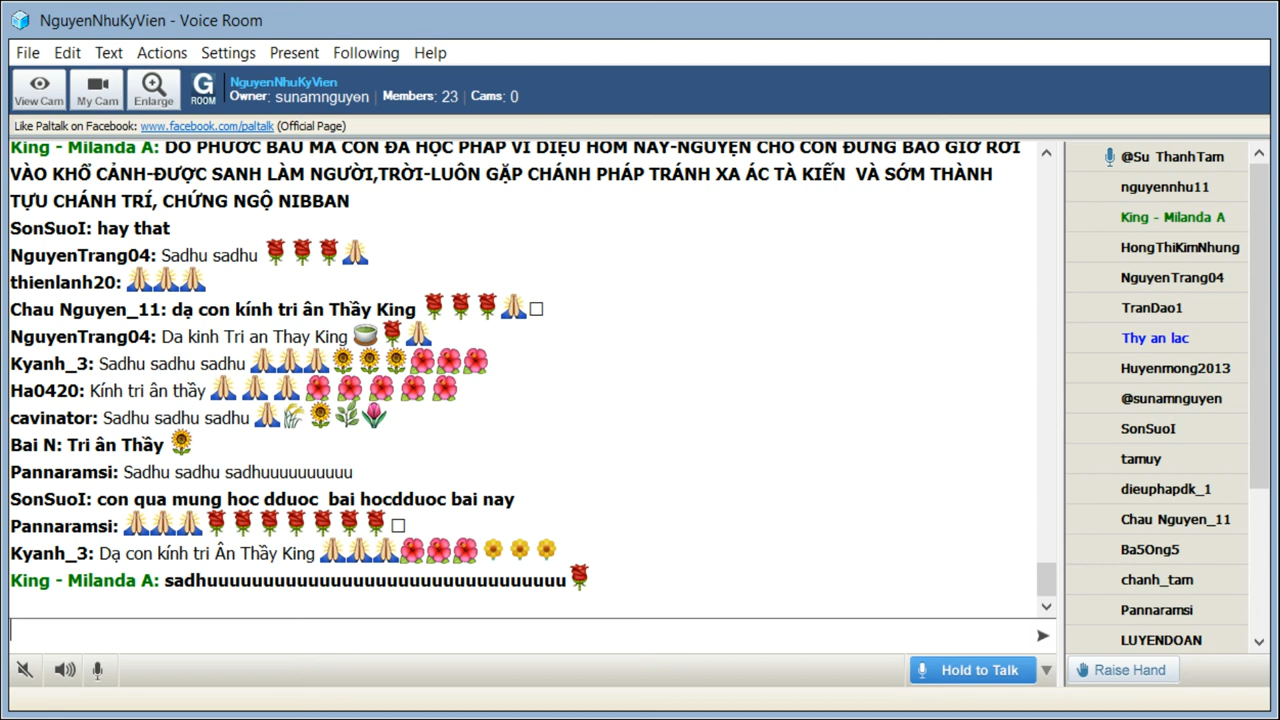 NguyenNhuKyVien - Voice Room
File Edit Text Actions Settings Present Following Help
View Cam My Cam Enlarge G ROOM NguyenNhuKyVien
Owner: sunamnguyen | Members: 23 | Cams: 0
Like Paltalk on Facebook: www.facebook.com/paltalk (Official Page)
King - Milanda A: DO PHƯỚC BÁU MÀ CON ĐÃ HỌC PHÁP VI DIỆU HÔM NAY-NGUYỆN CHO CON ĐỪNG BAO GIỜ RỚI
VÀO KHỔ CẢNH-ĐƯỢC SANH LÀM NGƯỜI,TRỜI-LUÔN GẶP CHÁNH PHÁP TRÁNH XA ÁC TÀ KIẾN VÀ SỚM THÀNH
TỰU CHÁNH TRÍ, CHỨNG NGỘ NIBBAN
SonSuoI: hay that
NguyenTrang04: Sadhu sadhu 🌹🌹🌹🙏
thienlanh20: 🙏🙏🙏
Chau Nguyen_11: dạ con kính tri ân Thầy King 🌹🌹🌹🙏□
NguyenTrang04: Da kinh Tri an Thay King 🍵🌹🙏
Kyanh_3: Sadhu sadhu sadhu 🙏🙏🙏🌻🌻🌻🌺🌺🌺
Ha0420: Kính tri ân thầy 🙏🙏🙏🌺🌺🌺🌺🌺
cavinator: Sadhu sadhu sadhu 🙏🌾🌻🌿🌷
Bai N: Tri ân Thầy 🌻
Pannaramsi: Sadhu sadhu sadhuuuuuuuuuu
SonSuoI: con qua mung hoc dduoc bai hocdduoc bai nay
Pannaramsi: 🙏🙏🙏🌹🌹🌹🌹🌹🌹🌹□
Kyanh_3: Dạ con kính tri Ân Thầy King 🙏🙏🙏🌺🌺🌺🌼🌼🌼
King - Milanda A: sadhuuuuuuuuuuuuuuuuuuuuuuuuuuuuuuu🌹
Hold to Talk
@Su ThanhTam
nguyennhu11
King - Milanda A
HongThiKimNhung
NguyenTrang04
TranDao1
Thy an lac
Huyenmong2013
@sunamnguyen
SonSuoI
tamuy
dieuphapdk_1
Chau Nguyen_11
Ba5Ong5
chanh_tam
Pannaramsi
LUYENDOAN
Raise Hand